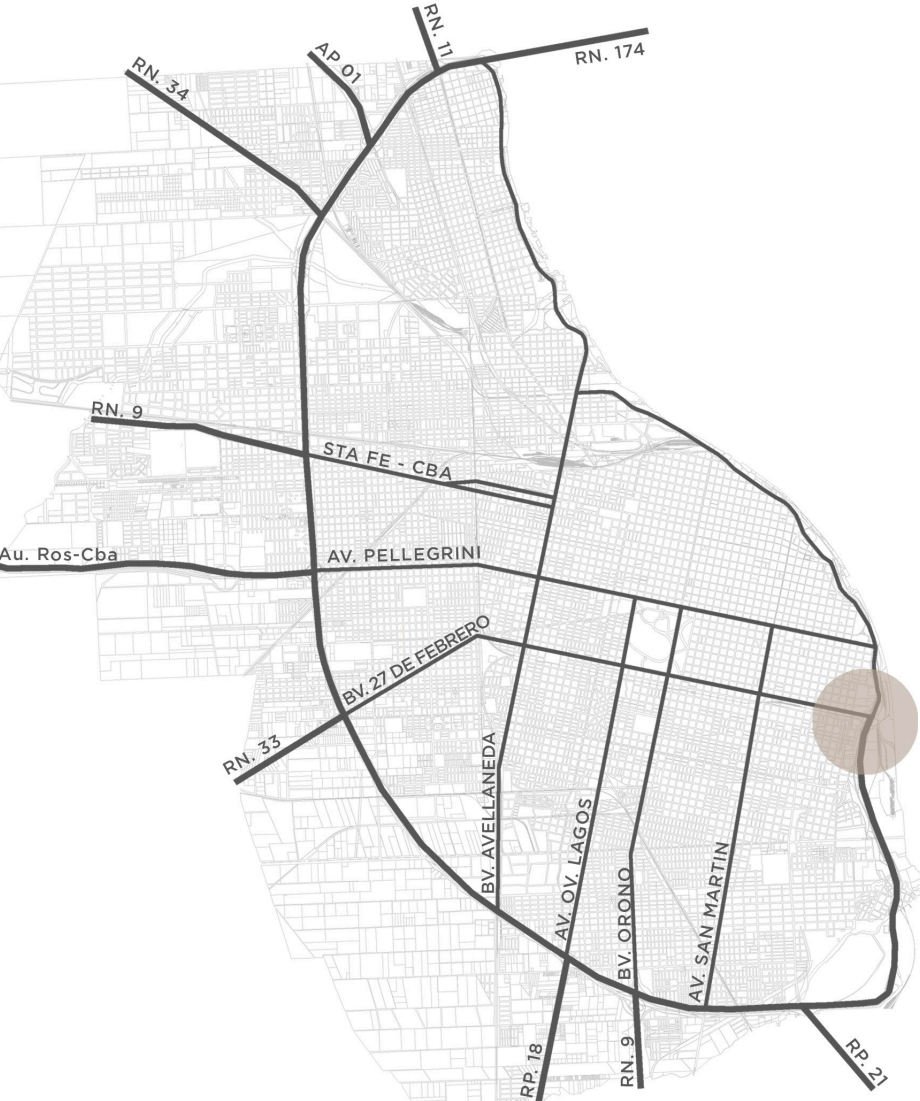 RN. 11
AP 01
RN. 174
RN. 34
RN. 9
STA FE - CBA
Au. Ros-Cba
AV. PELLEGRINI
BV. 27 DE FEBRERO
RN. 33
BV. AVELLANEDA
AV. OV. LAGOS
BV. ORONO
AV. SAN MARTIN
RP. 18
RN. 9
RP. 21